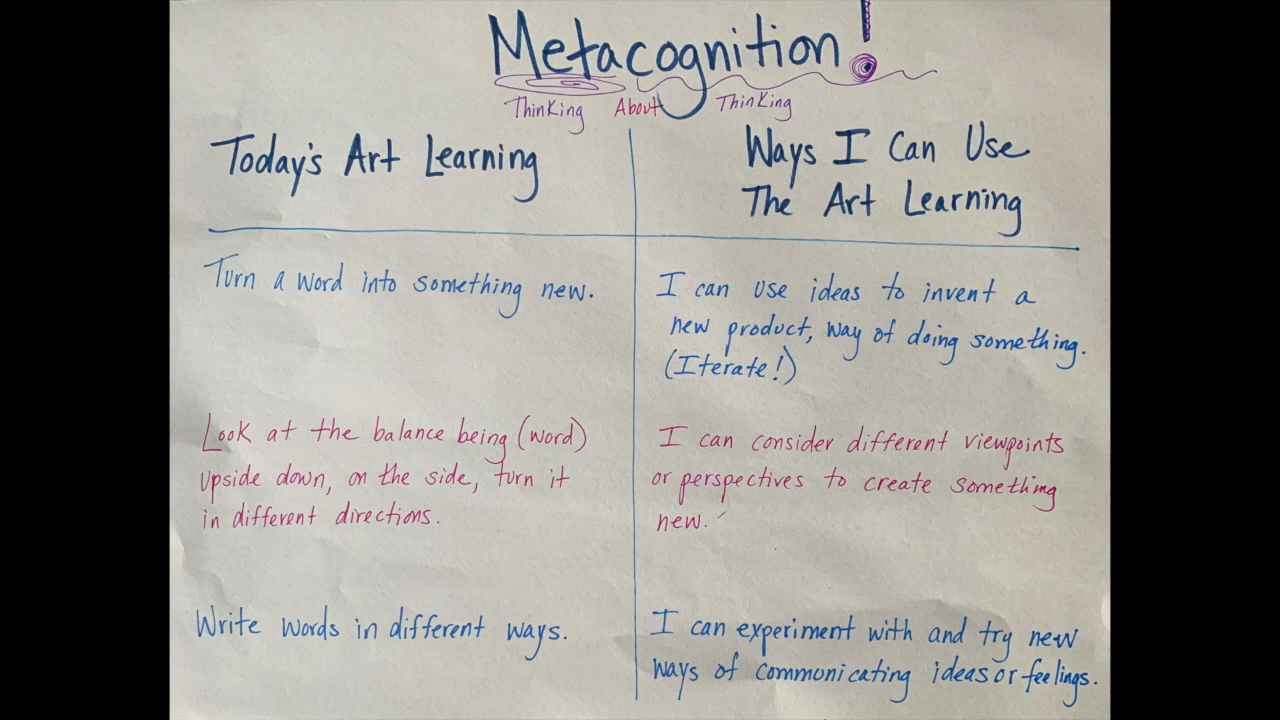 Metacognition!
Thinking About Thinking
Today's Art Learning
Turn a word into something new.
Look at the balance being (word)
upside down, on the side, turn it
in different directions.
Write words in different ways.
Ways I Can Use
The Art Learning
I can use ideas to invent a
new product, way of doing something.
(Iterate!)
I can consider different viewpoints
or perspectives to create something
new.
I can experiment with and try new
ways of communicating ideas or feelings.